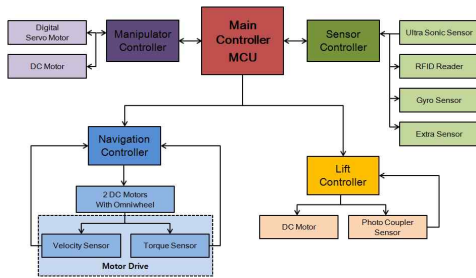 Digital
Servo Motor
DC Motor
Manipulator
Controller
Main
Controller
MCU
Sensor
Controller
Ultra Sonic Sensor
RFID Reader
Gyro Sensor
Extra Sensor
Navigation
Controller
2 DC Motors
With Omniwheel
Velocity Sensor
Torque Sensor
Motor Drive
Lift
Controller
DC Motor
Photo Coupler
Sensor